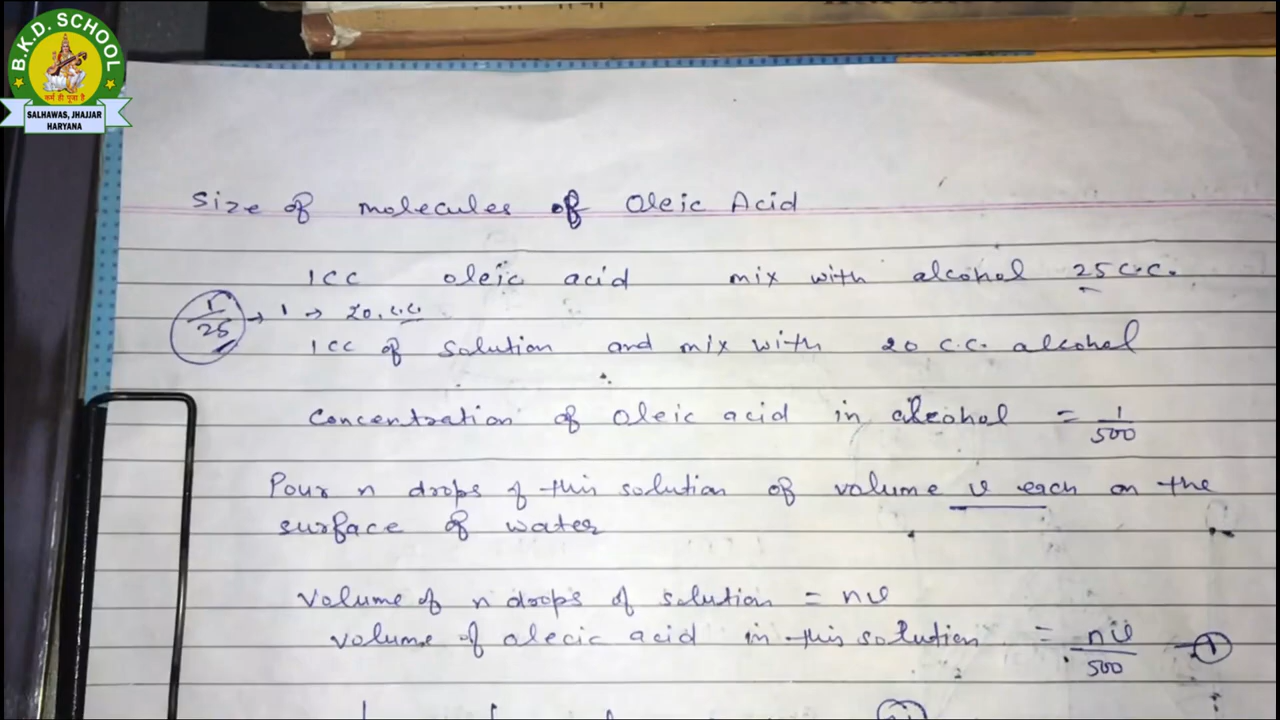 B.K.D. SCHOOL
कर्म ही पूजा है
SALHAWAS, JHAJJAR
HARYANA
Size of molecules of Oleic Acid
1CC oleic acid mix with alcohol 25 C.C.
1/25 → 1 → 20.C.C.
1CC of solution and mix with 20 C.C. alcohol
Concentration of oleic acid in alcohol = 1/500
Pour n drops of this solution of volume v each on the
surface of water
Volume of n drops of solution = nv
Volume of olecic acid in this solution = nv/500 — 1